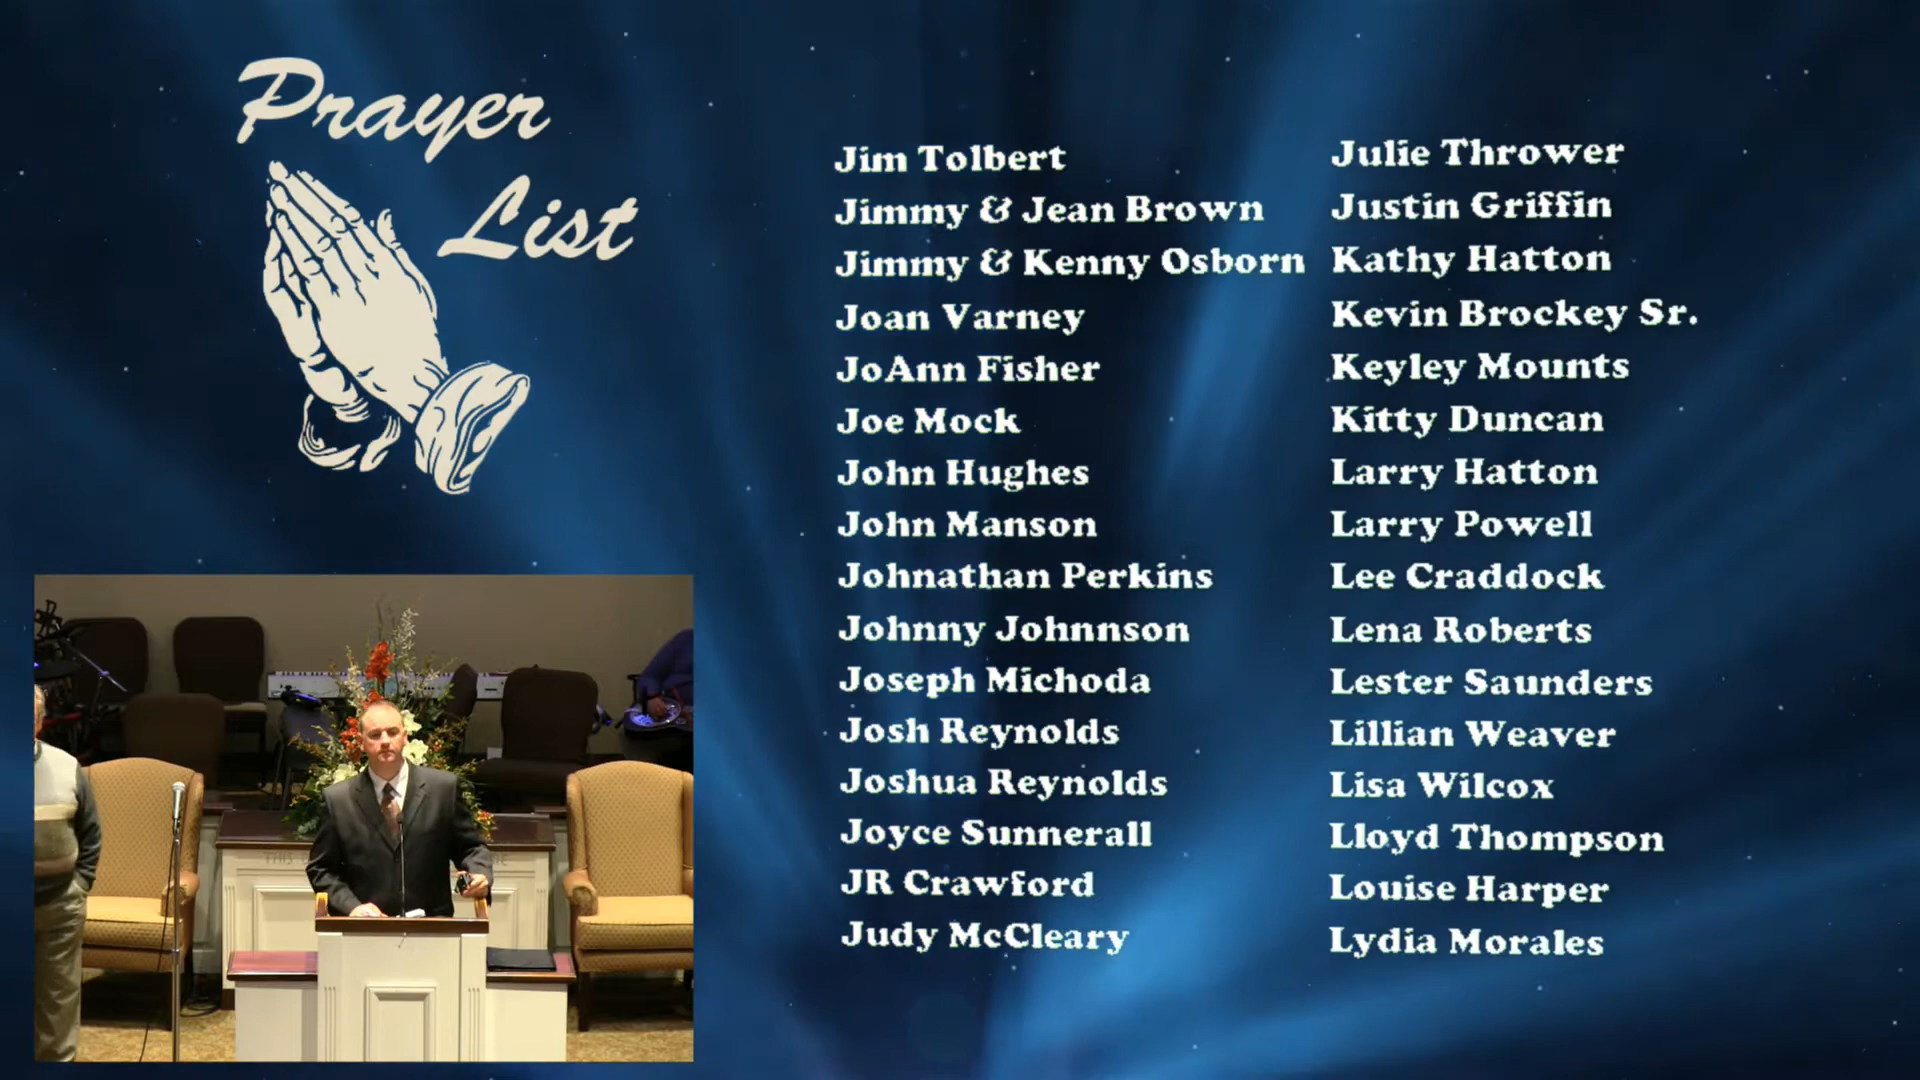 Prayer
List
Jim Tolbert
Jimmy & Jean Brown
Jimmy & Kenny Osborn
Joan Varney
JoAnn Fisher
Joe Mock
John Hughes
John Manson
Johnathan Perkins
Johnny Johnnson
Joseph Michoda
Josh Reynolds
Joshua Reynolds
Joyce Sunnerall
JR Crawford
Judy McCleary
Julie Thrower
Justin Griffin
Kathy Hatton
Kevin Brockey Sr.
Keyley Mounts
Kitty Duncan
Larry Hatton
Larry Powell
Lee Craddock
Lena Roberts
Lester Saunders
Lillian Weaver
Lisa Wilcox
Lloyd Thompson
Louise Harper
Lydia Morales
THIS